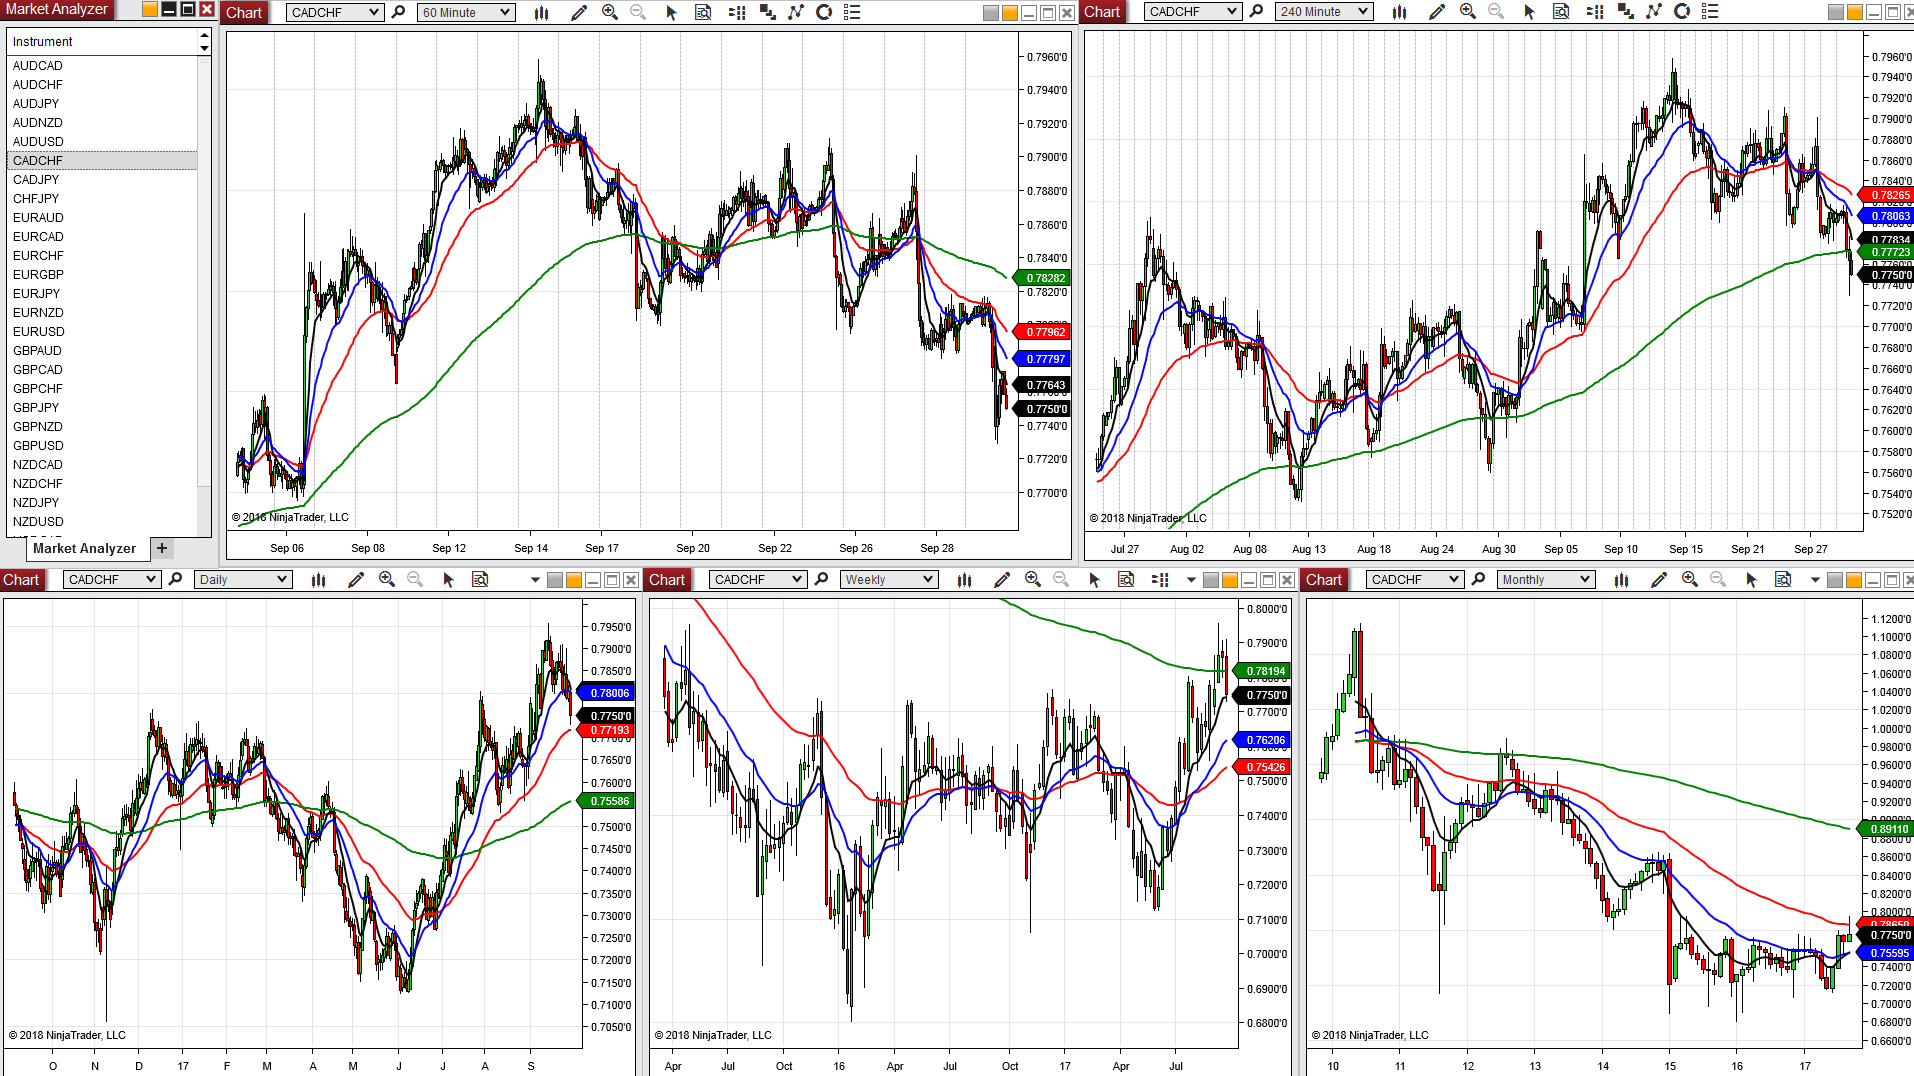 Market Analyzer
Instrument
AUDCAD
AUDCHF
AUDJPY
AUDNZD
AUDUSD
CADCHF
CADJPY
CHFJPY
EURAUD
EURCAD
EURCHF
EURGBP
EURJPY
EURNZD
EURUSD
GBPAUD
GBPCAD
GBPCHF
GBPJPY
GBPNZD
GBPUSD
NZDCAD
NZDCHF
NZDJPY
NZDUSD
Market Analyzer +
Chart CADCHF 60 Minute
0.7960'0
0.7940'0
0.7920'0
0.7900'0
0.7880'0
0.7860'0
0.7840'0
0.78282
0.7820'0
0.77962
0.77797
0.77643
0.7750'0
0.7740'0
0.7720'0
0.7700'0
© 2018 NinjaTrader, LLC
Sep 06 Sep 08 Sep 12 Sep 14 Sep 17 Sep 20 Sep 22 Sep 26 Sep 28
Chart CADCHF 240 Minute
0.7960'0
0.7940'0
0.7920'0
0.7900'0
0.7880'0
0.7860'0
0.7840'0
0.78265
0.78063
0.77834
0.77723
0.7750'0
0.7720'0
0.7700'0
0.7680'0
0.7660'0
0.7640'0
0.7620'0
0.7600'0
0.7580'0
0.7560'0
0.7540'0
0.7520'0
© 2018 NinjaTrader, LLC
Jul 27 Aug 02 Aug 08 Aug 13 Aug 18 Aug 24 Aug 30 Sep 05 Sep 10 Sep 15 Sep 21 Sep 27
Chart CADCHF Daily
0.7950'0
0.7900'0
0.7850'0
0.78006
0.7750'0
0.77193
0.7650'0
0.7600'0
0.75586
0.7500'0
0.7450'0
0.7400'0
0.7350'0
0.7300'0
0.7250'0
0.7200'0
0.7150'0
0.7100'0
0.7050'0
© 2018 NinjaTrader, LLC
O N D 17 F M A M J J A S
Chart CADCHF Weekly
0.8000'0
0.7900'0
0.78194
0.7750'0
0.7700'0
0.76206
0.75426
0.7500'0
0.7400'0
0.7300'0
0.7200'0
0.7100'0
0.7000'0
0.6900'0
0.6800'0
© 2018 NinjaTrader, LLC
Apr Jul Oct 16 Apr Jul Oct 17 Apr Jul
Chart CADCHF Monthly
1.1200'0
1.1000'0
1.0800'0
1.0600'0
1.0400'0
1.0200'0
1.0000'0
0.9800'0
0.9600'0
0.9400'0
0.9200'0
0.89110
0.8600'0
0.8400'0
0.8200'0
0.8000'0
0.7750'0
0.75595
0.7400'0
0.7200'0
0.7000'0
0.6800'0
0.6600'0
© 2018 NinjaTrader, LLC
10 11 12 13 14 15 16 17